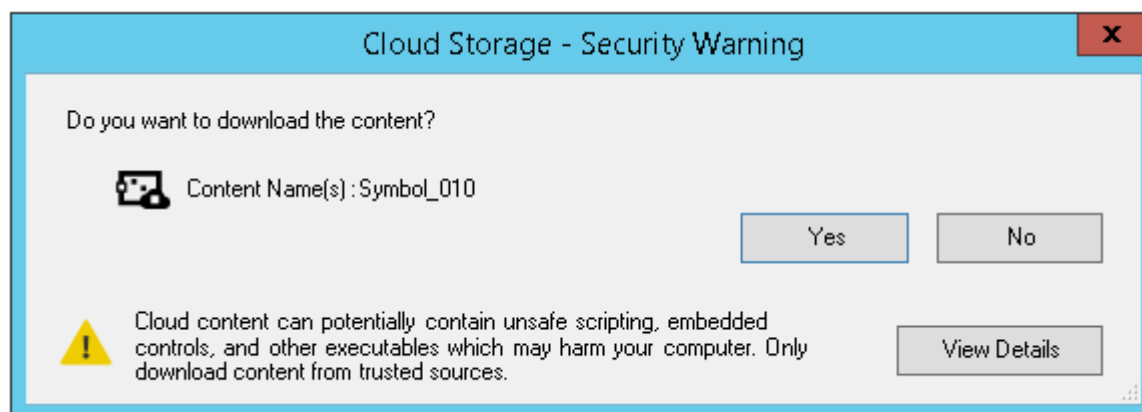 Cloud Storage - Security Warning
x
Do you want to download the content?
Content Name(s) : Symbol_010
Yes
No
Cloud content can potentially contain unsafe scripting, embedded
controls, and other executables which may harm your computer. Only
download content from trusted sources.
View Details